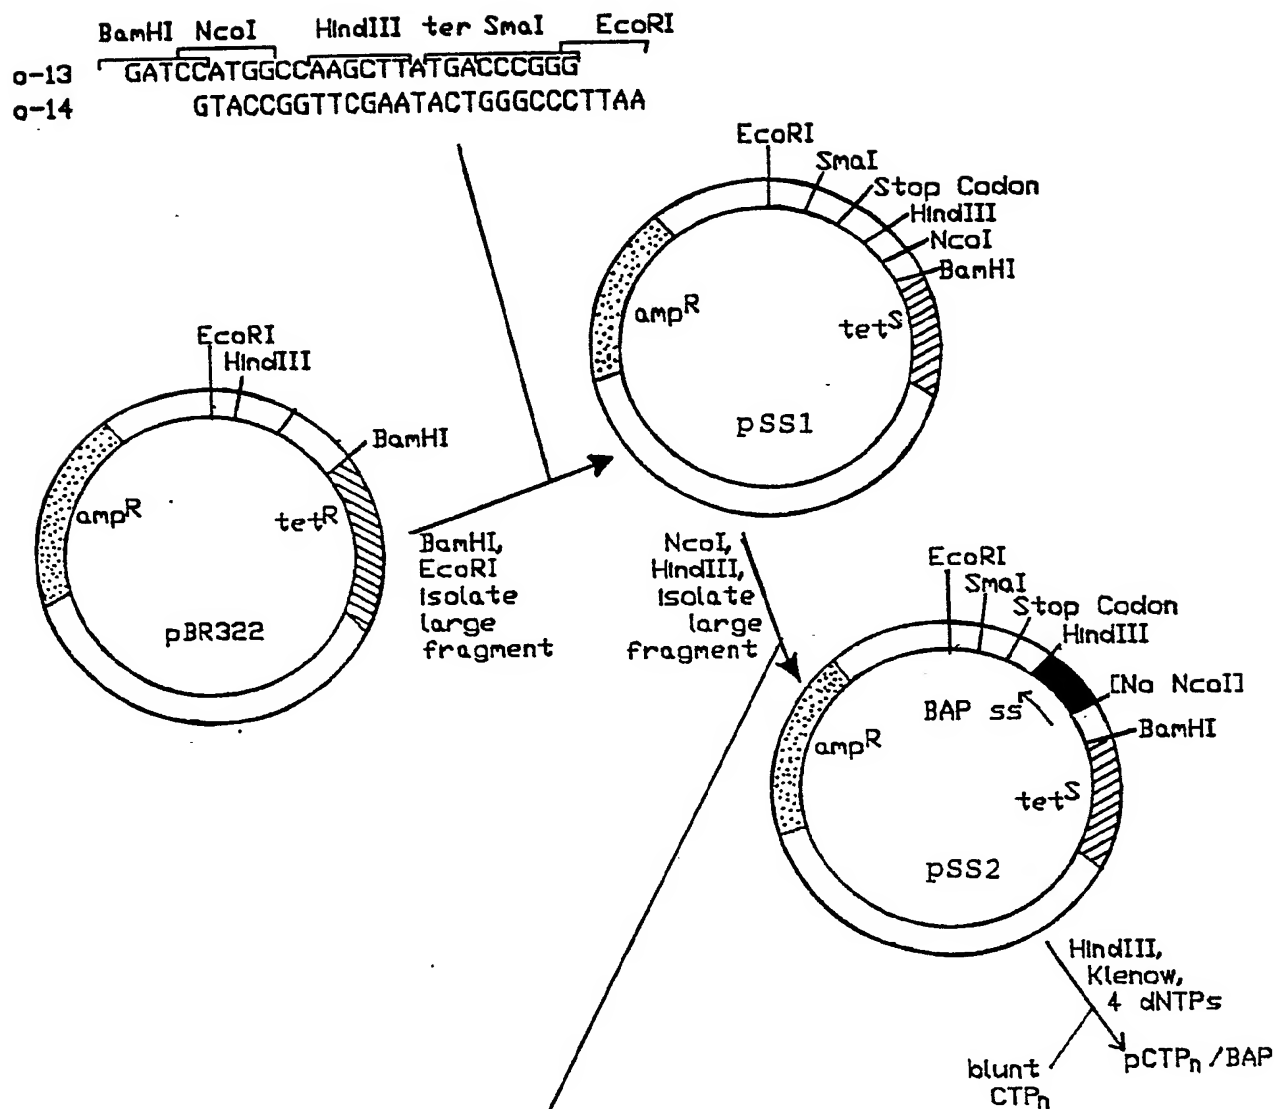 BamHI NcoI HindIII ter SmaI EcoRI
o-13 GATCCATGGCCAAGCTTATGACCCGGG
o-14 GTACCGGTTCGAATACTGGGCCCTTAA
EcoRI
SmaI
Stop Codon
HindIII
NcoI
BamHI
ampR
tetS
pSS1
EcoRI
HindIII
BamHI
ampR
tetR
pBR322
BamHI,
EcoRI
Isolate
large
fragment
NcoI,
HindIII,
Isolate
large
fragment
EcoRI
SmaI
Stop Codon
HindIII
[No NcoI]
BAP ss
BamHI
ampR
tetS
pSS2
HindIII,
Klenow,
4 dNTPs
blunt
CTPn
pCTPn/BAP